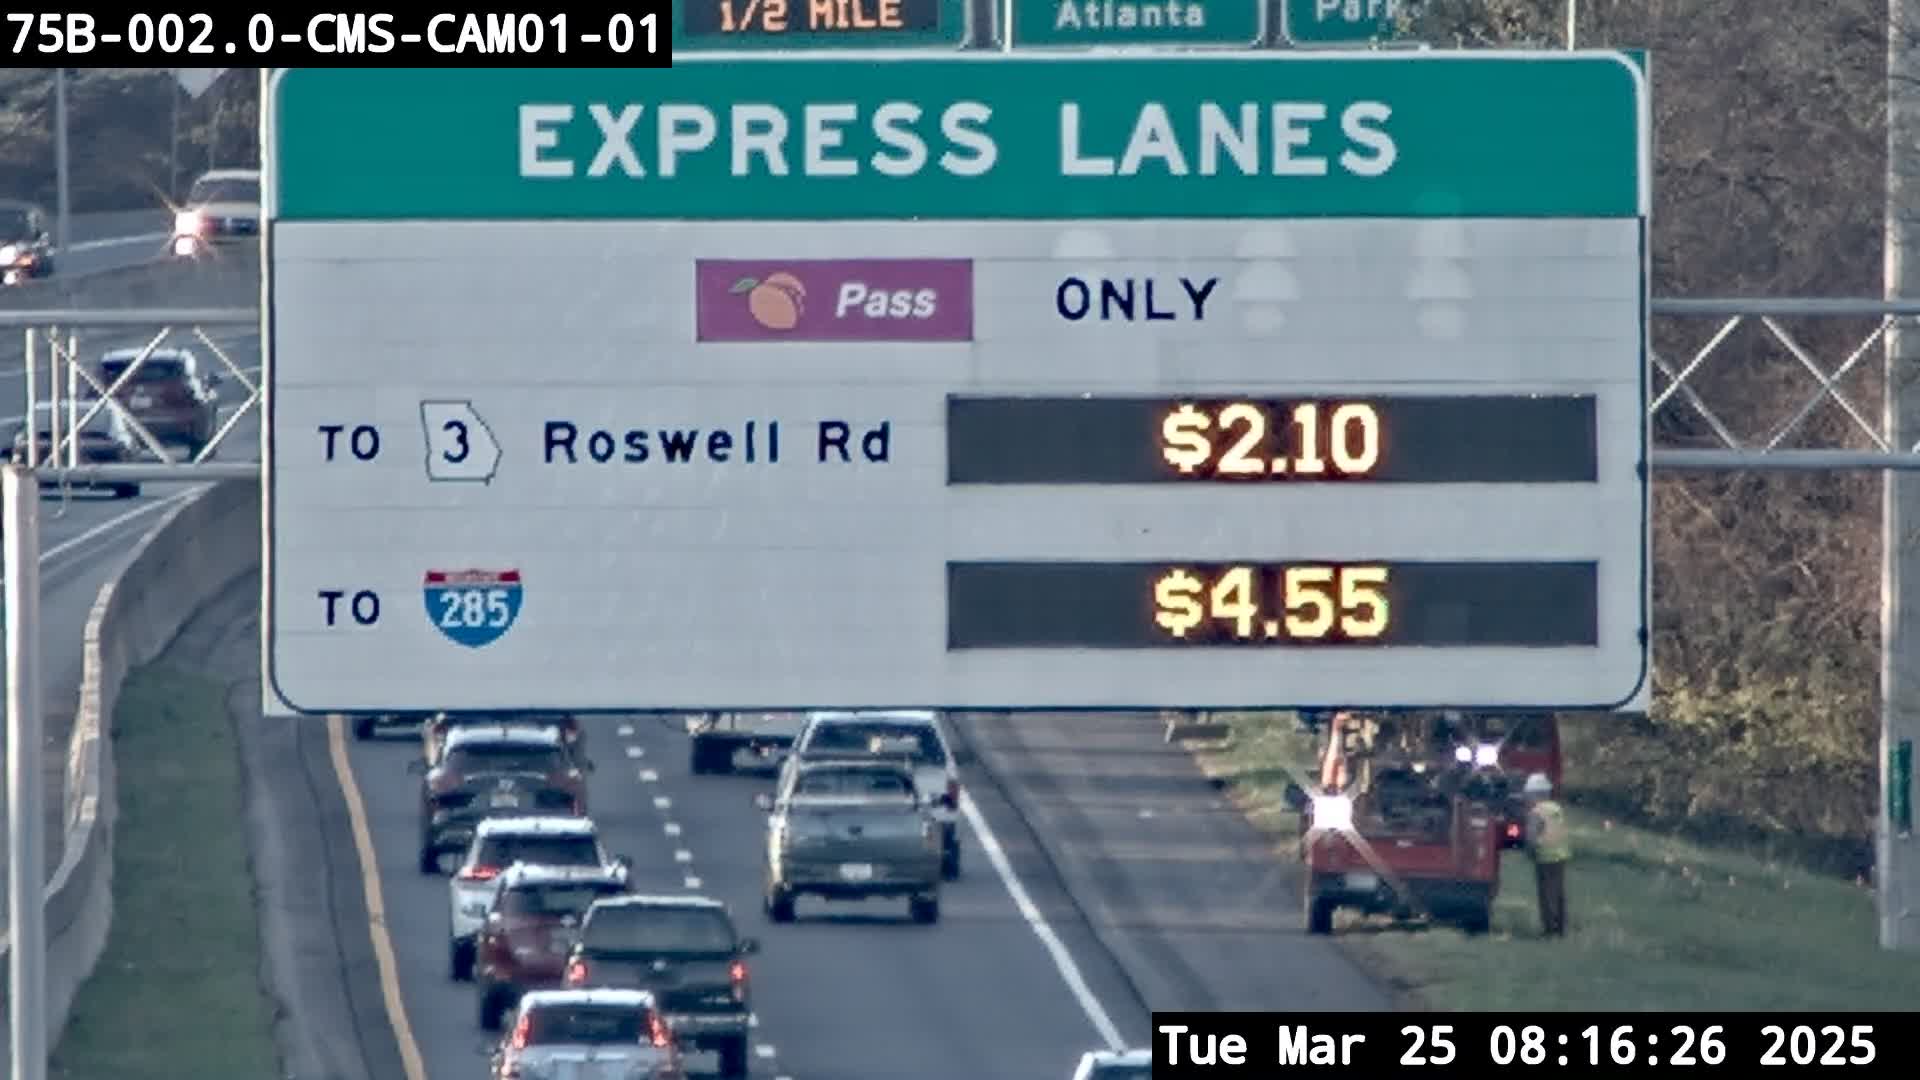 75B-002.0-CMS-CAM01-01
1/2 MILE
Atlanta
Park
EXPRESS LANES
Pass ONLY
TO 3 Roswell Rd $2.10
TO 285 $4.55
Tue Mar 25 08:16:26 2025